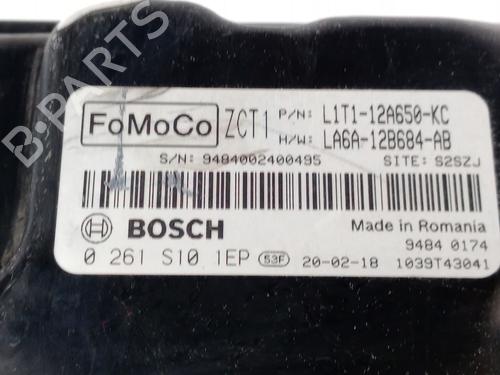 B-PARTS
FoMoCo ZCT1 P/N: L1T1-12A650-KC
H/W: LA6A-12B684-AB
S/N: 9484002400495 SITE: S2SZJ
BOSCH Made in Romania
9484 0174
0 261 S10 1EP 53F 20-02-18 1039T43041